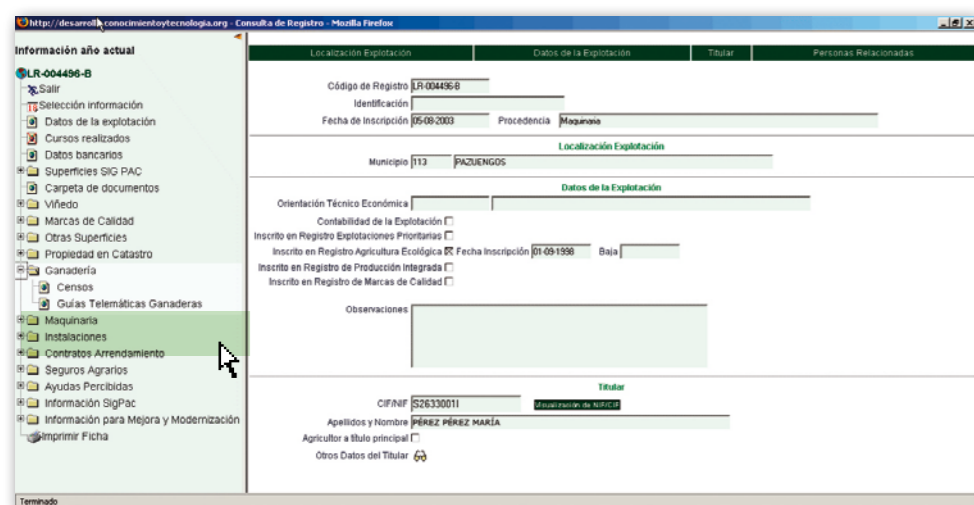 http://desarrollo.conocimientoytecnologia.org - Consulta de Registro - Mozilla Firefox
Información año actual
LR-004496-B
Salir
Selección información
Datos de la explotación
Cursos realizados
Datos bancarios
Superficies SIG PAC
Carpeta de documentos
Viñedo
Marcas de Calidad
Otras Superficies
Propiedad en Catastro
Ganadería
Censos
Guías Telemáticas Ganaderas
Maquinaria
Instalaciones
Contratos Arrendamiento
Seguros Agrarios
Ayudas Percibidas
Información SigPac
Información para Mejora y Modernización
Imprimir Ficha
Localización Explotación Datos de la Explotación Titular Personas Relacionadas
Código de Registro LR-004496-B
Identificación
Fecha de Inscripción 05-08-2003 Procedencia Maquinaria
Localización Explotación
Municipio 113 PAZUENGOS
Datos de la Explotación
Orientación Técnico Económica
Contabilidad de la Explotación
Inscrito en Registro Explotaciones Prioritarias
Inscrito en Registro Agricultura Ecológica Fecha Inscripción 01-09-1998 Baja
Inscrito en Registro de Producción Integrada
Inscrito en Registro de Marcas de Calidad
Observaciones
Titular
CIF/NIF S2633001I Visualización de NIF/CIF
Apellidos y Nombre PÉREZ PÉREZ MARÍA
Agricultor a título principal
Otros Datos del Titular
Terminado